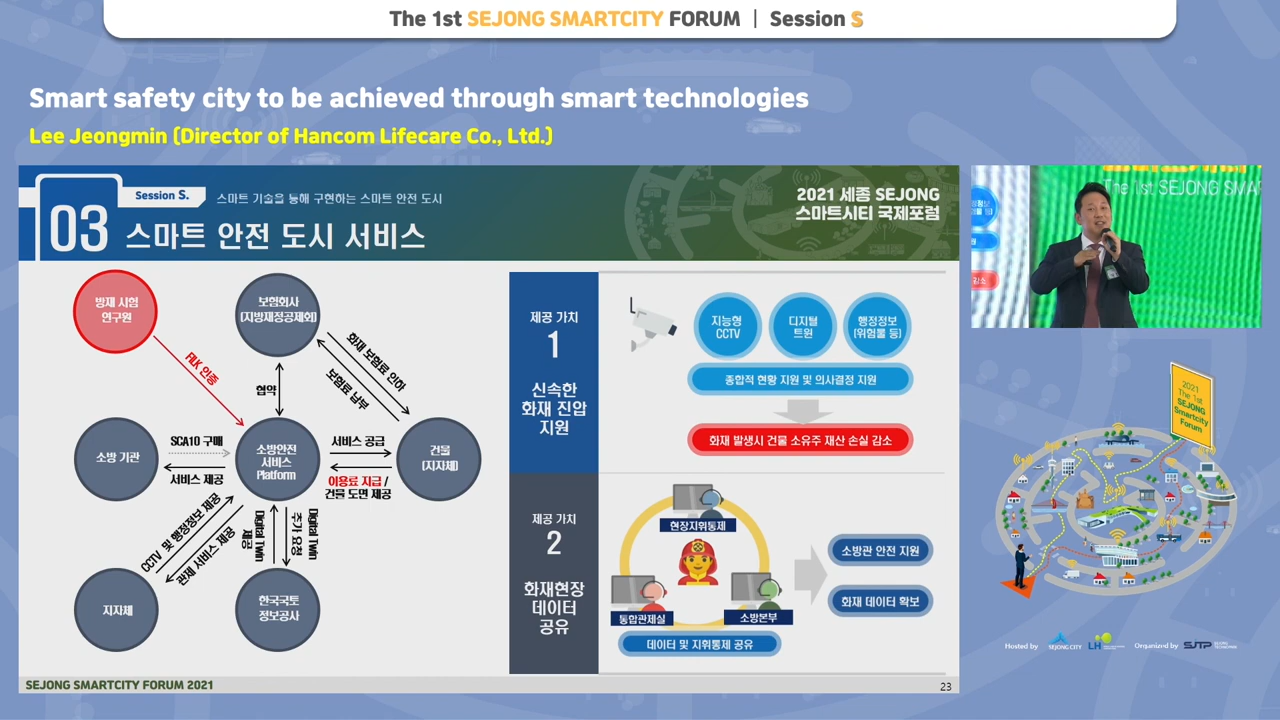 The 1st SEJONG SMARTCITY FORUM | Session S
Smart safety city to be achieved through smart technologies
Lee Jeongmin (Director of Hancom Lifecare Co., Ltd.)
Session S.
스마트 기술을 통해 구현하는 스마트 안전 도시
03 스마트 안전 도시 서비스
2021 세종 SEJONG
스마트시티 국제포럼
방재 시험
연구원
보험회사
(지방재정공제회)
FILK 인증
협약
화재 보험료 인하
보험료 납부
소방 기관
SCA10 구매
서비스 제공
소방안전
서비스
Platform
서비스 공급
이용료 지급 /
건물 도면 제공
건물
(지자체)
CCTV 및 행정정보 제공
관제 서비스 제공
Digital Twin
제공
Digital Twin
주기 요청
지자체
한국국토
정보공사
제공 가치
1
신속한
화재 진압
지원
지능형
CCTV
디지털
트윈
행정정보
(위험물 등)
종합적 현황 지원 및 의사결정 지원
화재 발생시 건물 소유주 재산 손실 감소
제공 가치
2
화재현장
데이터
공유
현장지휘통제
통합관제실
소방본부
데이터 및 지휘통제 공유
소방관 안전 지원
화재 데이터 확보
SEJONG SMARTCITY FORUM 2021
23
The 1st SEJONG SMA
감소
2021
The 1st
SEJONG
Smartcity
Forum
Hosted by
SEJONG CITY
LH
Organized by
SJTP